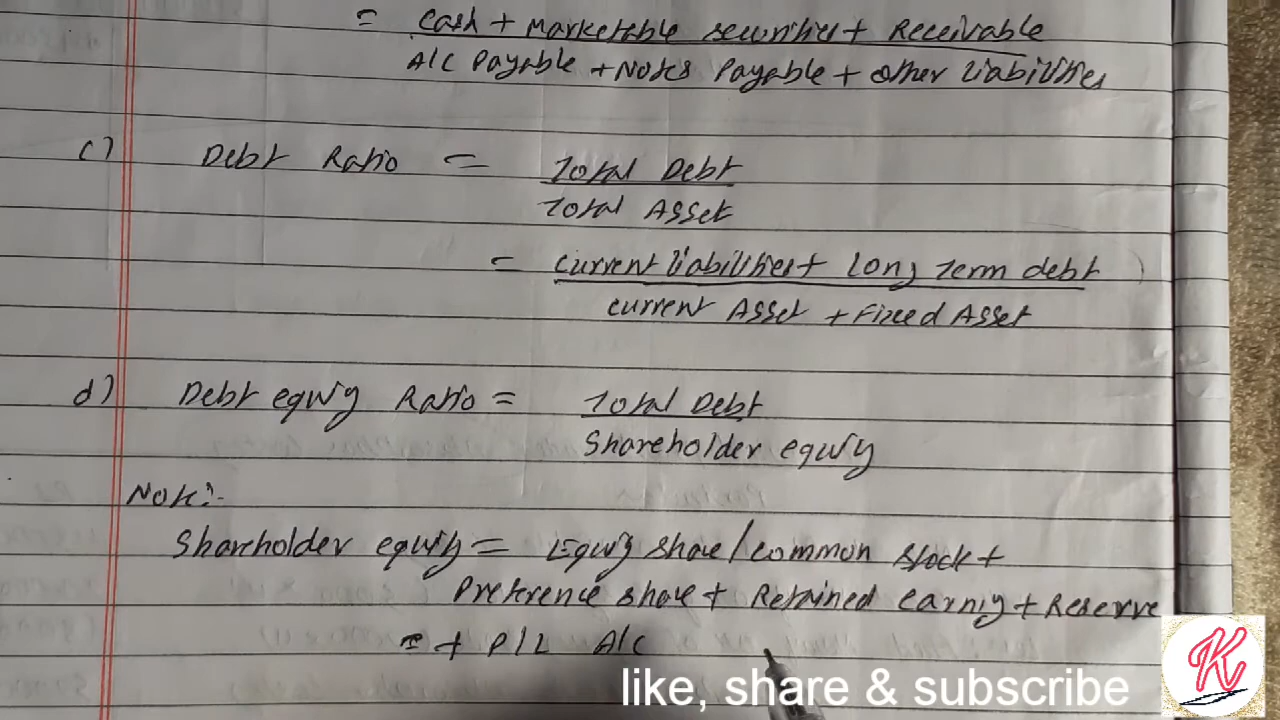 = Cash + Marketable securities + Receivable
A/C Payable + Notes Payable + other liabilities
c) Debt Ratio = Total Debt
Total Asset
= current liabilities + Long Term debt
current Asset + Fixed Asset
d) Debt equity Ratio = Total Debt
Shareholder equity
Note:-
Shareholder equity = Equity share/common stock +
Preference share + Retained earning + Reserve
+ P/L A/C
like, share & subscribe
K